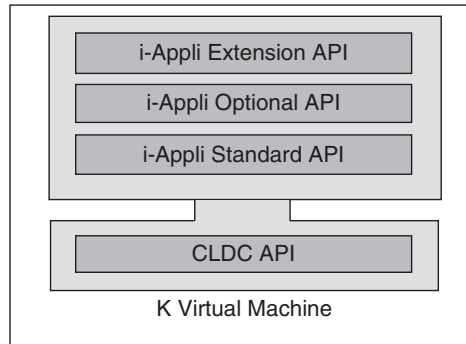 i-Appli Extension API
i-Appli Optional API
i-Appli Standard API
CLDC API
K Virtual Machine